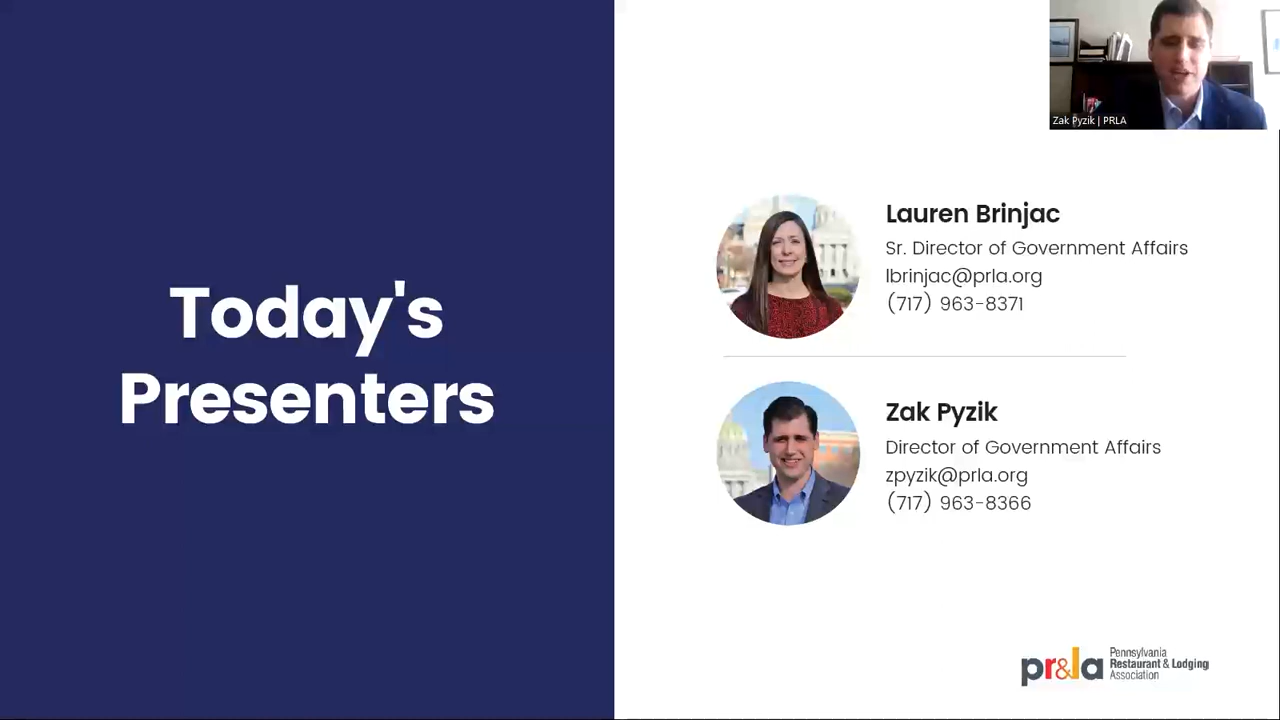 Zak Pyzik | PRLA
Today's
Presenters
Lauren Brinjac
Sr. Director of Government Affairs
lbrinjac@prla.org
(717) 963-8371
Zak Pyzik
Director of Government Affairs
zpyzik@prla.org
(717) 963-8366
pr&la
Pennsylvania
Restaurant & Lodging
Association